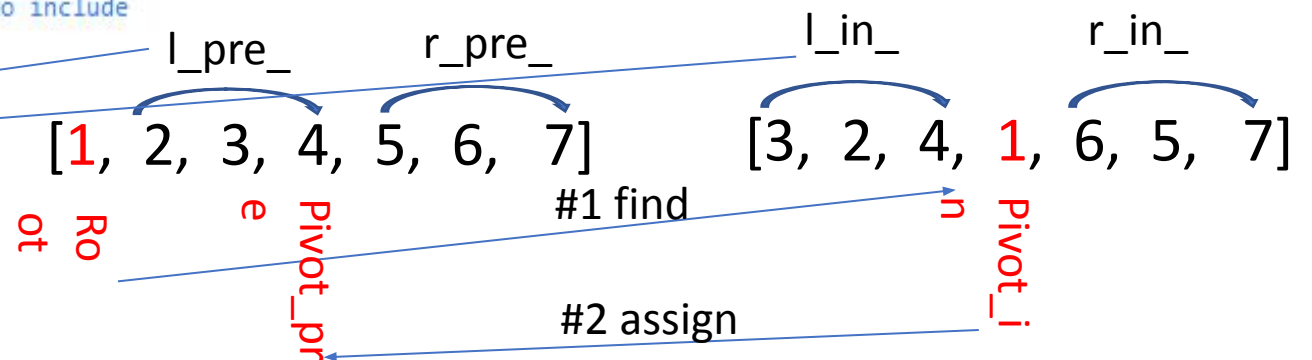 o include
l_pre_ r_pre_ l_in_ r_in_
[1, 2, 3, 4, 5, 6, 7] [3, 2, 4, 1, 6, 5, 7]
Ro
ot
Pivot_pr
e
#1 find
Pivot_i
n
#2 assign